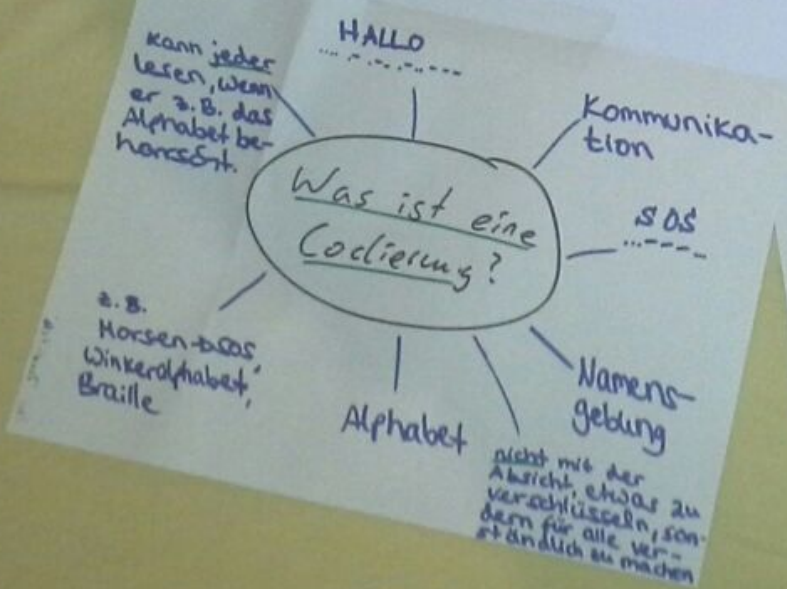 HALLO
.... .- .-.. .-.. ---
Kann jeder
lesen, wenn
er z.B. das
Alphabet be-
herrscht.
Kommunika-
tion
SOS
Was ist eine
Codierung?
z.B.
Morsen → SOS,
Winkeralphabet,
Braille
Alphabet
Namens-
gebung
nicht mit der
Absicht, etwas zu
verschlüsseln, son-
dern für alle ver-
ständlich zu machen